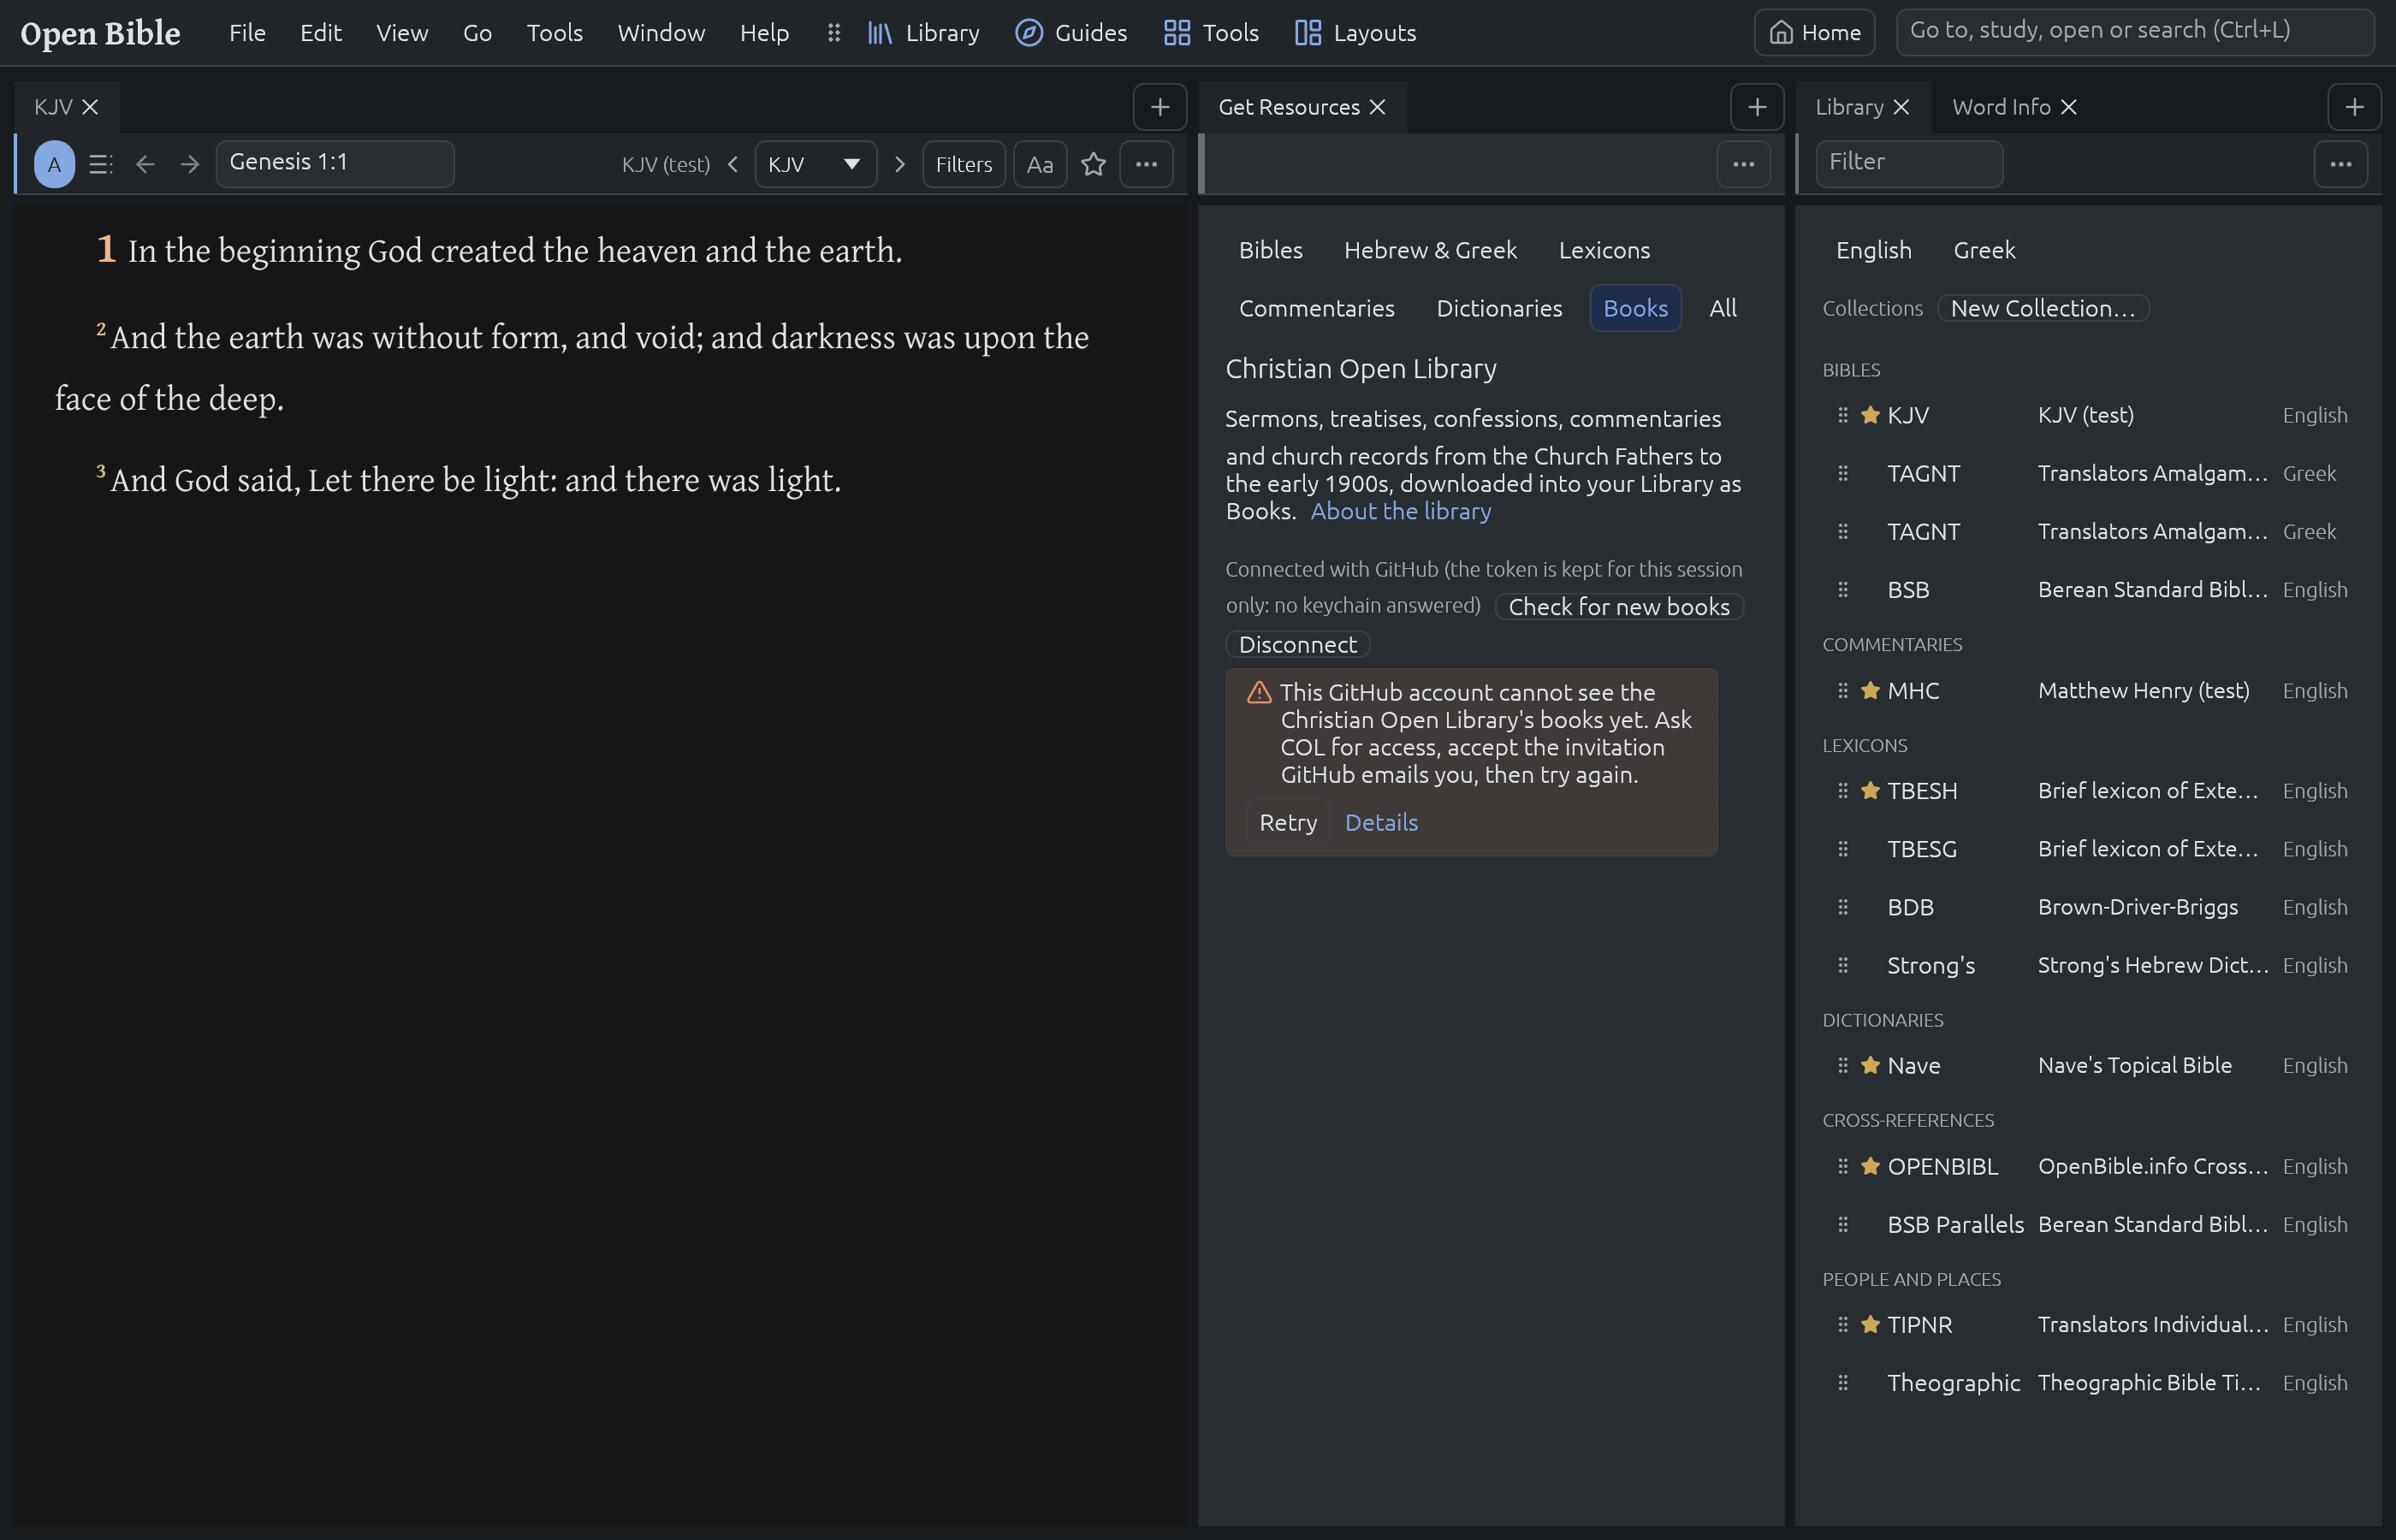 Open Bible File Edit View Go Tools Window Help Library Guides Tools Layouts Home Go to, study, open or search (Ctrl+L)
KJV
A Genesis 1:1 KJV (test) KJV Filters Aa
1 In the beginning God created the heaven and the earth.
2 And the earth was without form, and void; and darkness was upon the
face of the deep.
3 And God said, Let there be light: and there was light.
Get Resources
Bibles Hebrew & Greek Lexicons
Commentaries Dictionaries Books All
Christian Open Library
Sermons, treatises, confessions, commentaries
and church records from the Church Fathers to
the early 1900s, downloaded into your Library as
Books. About the library
Connected with GitHub (the token is kept for this session
only: no keychain answered) Check for new books
Disconnect
This GitHub account cannot see the
Christian Open Library's books yet. Ask
COL for access, accept the invitation
GitHub emails you, then try again.
Retry Details
Library Word Info
Filter
English Greek
Collections New Collection...
BIBLES
KJV KJV (test) English
TAGNT Translators Amalgam... Greek
TAGNT Translators Amalgam... Greek
BSB Berean Standard Bibl... English
COMMENTARIES
MHC Matthew Henry (test) English
LEXICONS
TBESH Brief lexicon of Exte... English
TBESG Brief lexicon of Exte... English
BDB Brown-Driver-Briggs English
Strong's Strong's Hebrew Dict... English
DICTIONARIES
Nave Nave's Topical Bible English
CROSS-REFERENCES
OPENBIBL OpenBible.info Cross... English
BSB Parallels Berean Standard Bibl... English
PEOPLE AND PLACES
TIPNR Translators Individual... English
Theographic Theographic Bible Ti... English